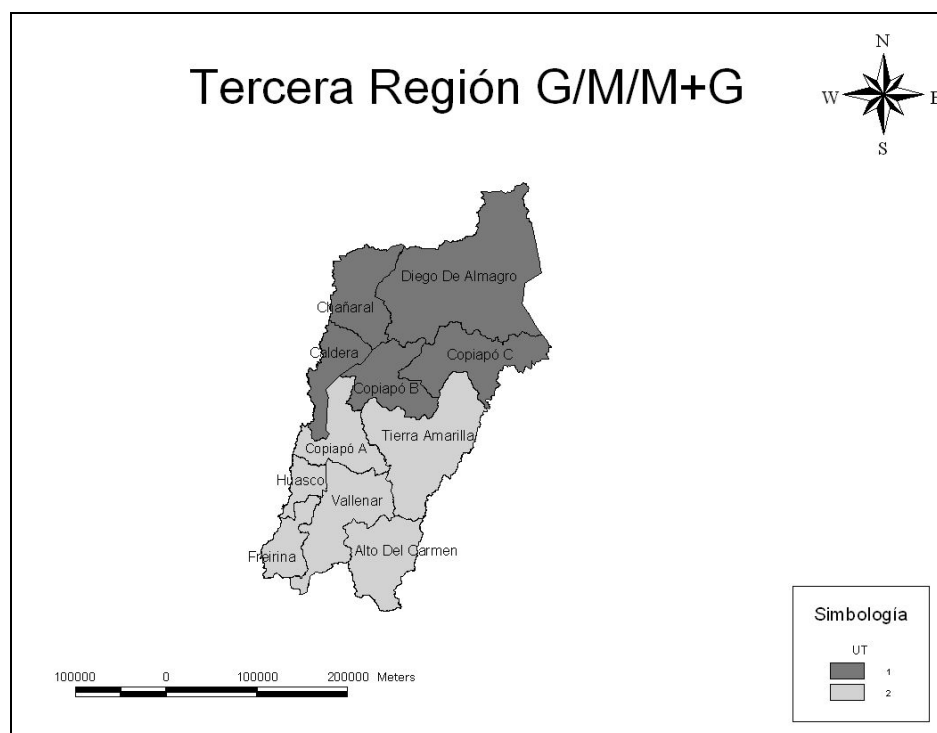 Tercera Región G/M/M+G
N
W
E
S
Diego De Almagro
Chañaral
Caldera
Copiapó C
Copiapó B
Tierra Amarilla
Copiapó A
Huasco
Vallenar
Freirina
Alto Del Carmen
Simbología
UT
1
2
100000 0 100000 200000 Meters